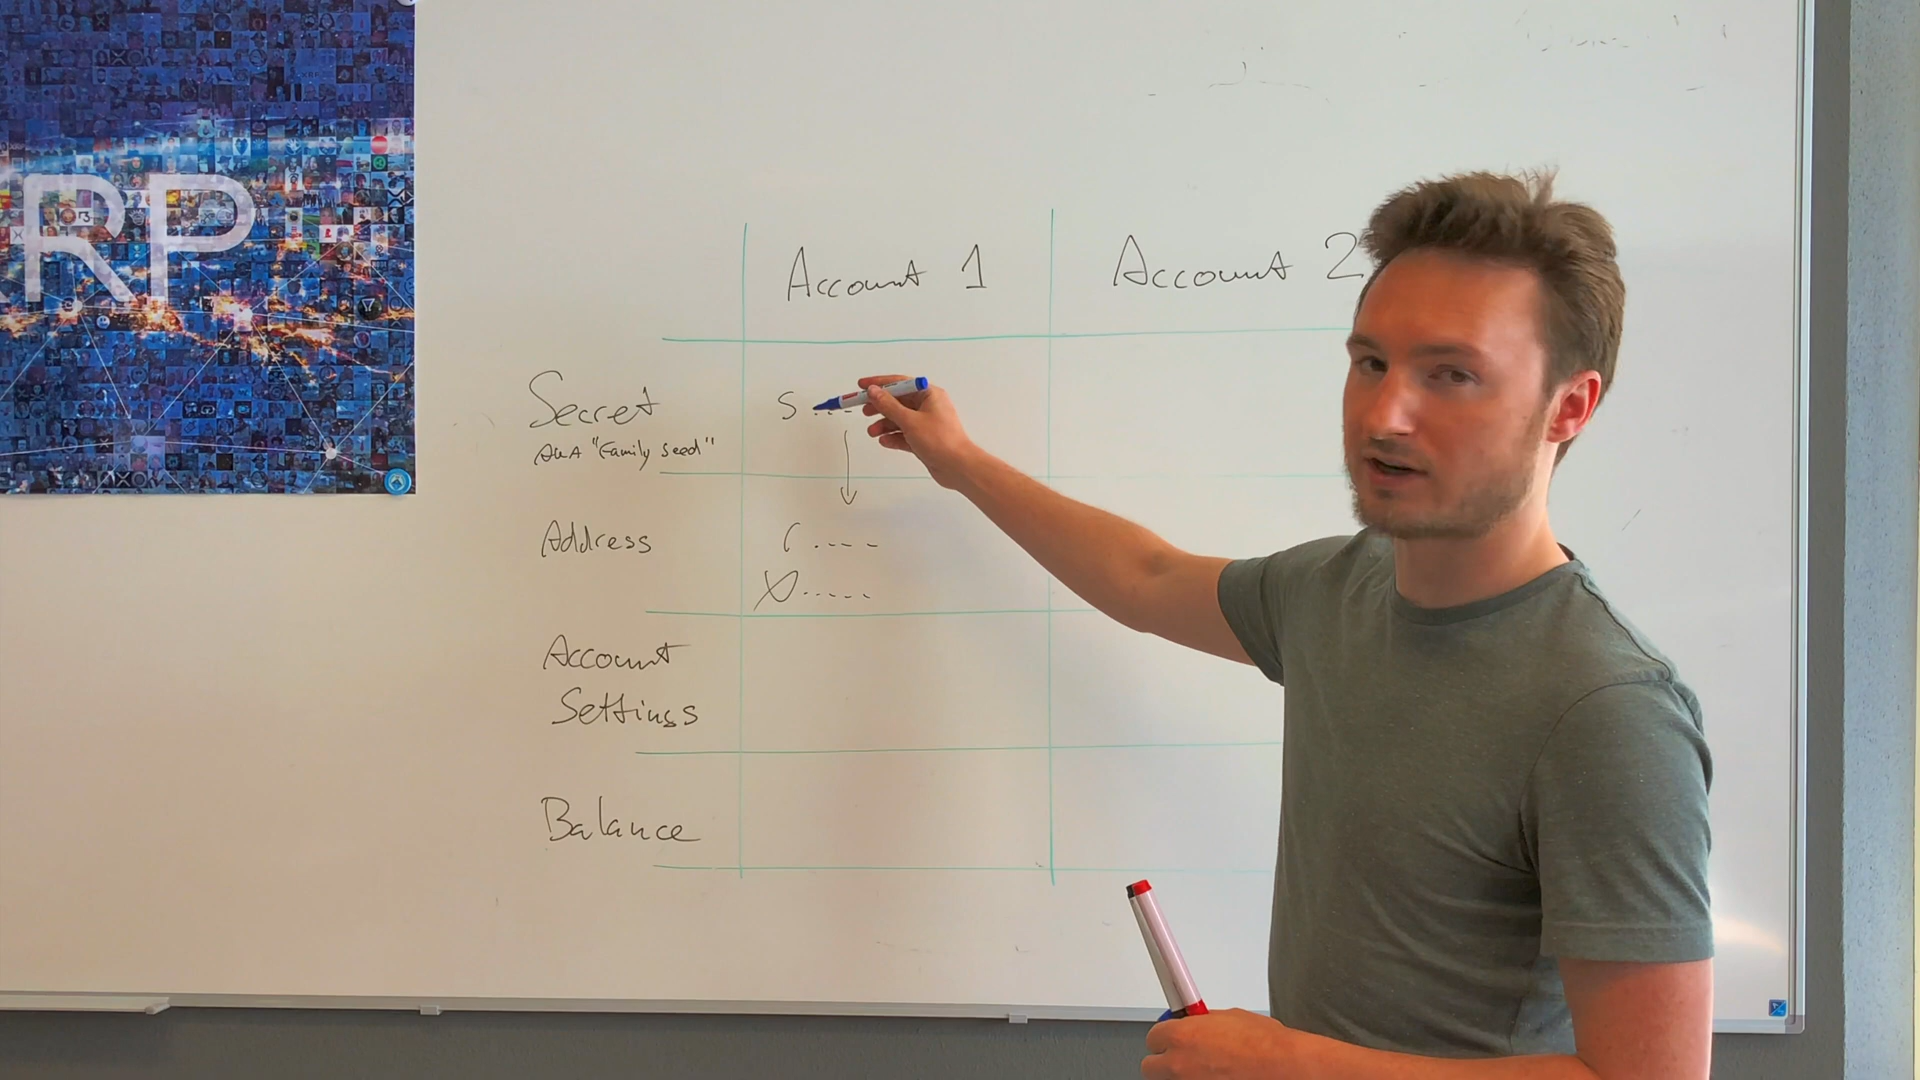 RP
Account 1
Account 2
Secret
s ....
AKA "Family seed"
Address
r .----
X.....
Account
Settings
Balance